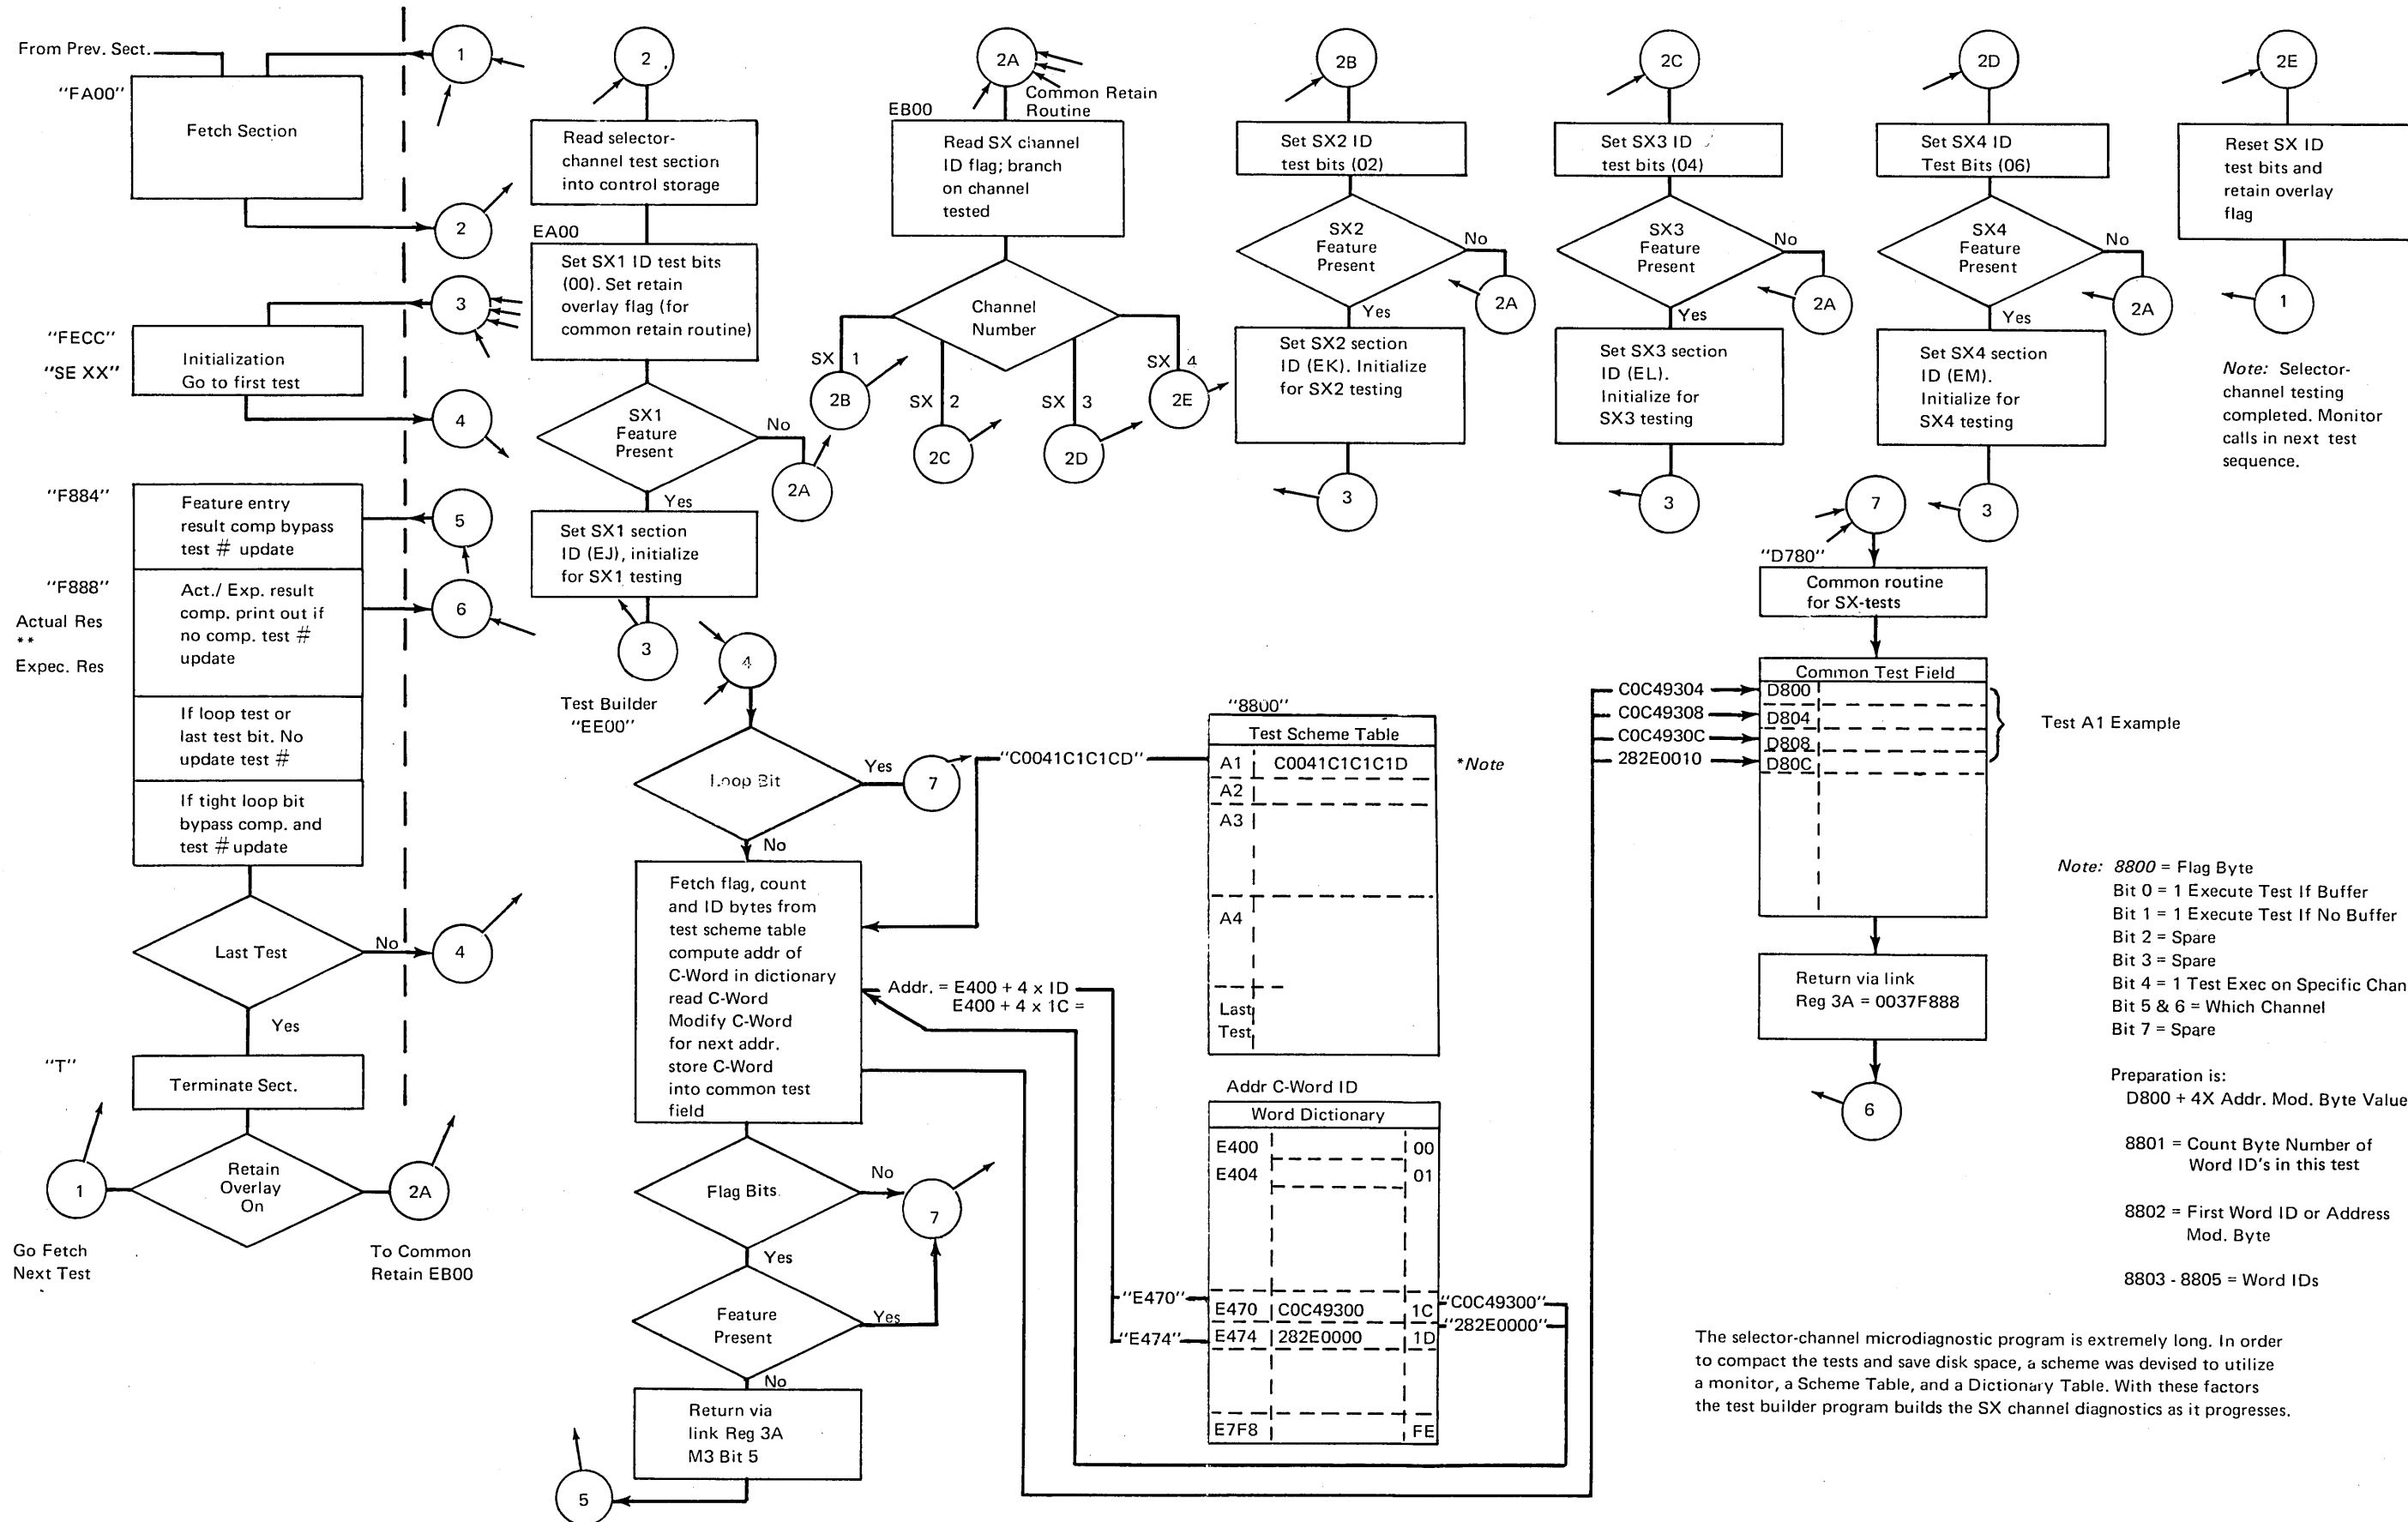 From Prev. Sect.
"FA00"
Fetch Section
1
2
3
"FECC"
"SE XX"
Initialization
Go to first test
4
"F884"
Feature entry
result comp bypass
test # update
5
"F888"
Actual Res
**
Expec. Res
Act./ Exp. result
comp. print out if
no comp. test #
update
6
If loop test or
last test bit. No
update test #
If tight loop bit
bypass comp. and
test # update
Last Test
No
4
Yes
"T"
Terminate Sect.
Retain
Overlay
On
1
2A
Go Fetch
Next Test
To Common
Retain EB00
2
Read selector-
channel test section
into control storage
EA00
Set SX1 ID test bits
(00). Set retain
overlay flag (for
common retain routine)
SX1
Feature
Present
No
2A
Yes
Set SX1 section
ID (EJ), initialize
for SX1 testing
3
2A
Common Retain
Routine
EB00
Read SX channel
ID flag; branch
on channel
tested
Channel
Number
SX 1
2B
SX 2
2C
SX 3
2D
SX 4
2E
2B
Set SX2 ID
test bits (02)
SX2
Feature
Present
No
2A
Yes
Set SX2 section
ID (EK). Initialize
for SX2 testing
3
2C
Set SX3 ID
test bits (04)
SX3
Feature
Present
No
2A
Yes
Set SX3 section
ID (EL).
Initialize for
SX3 testing
3
2D
Set SX4 ID
Test Bits (06)
SX4
Feature
Present
No
2A
Yes
Set SX4 section
ID (EM).
Initialize for
SX4 testing
3
2E
Reset SX ID
test bits and
retain overlay
flag
1
Note: Selector-
channel testing
completed. Monitor
calls in next test
sequence.
4
Test Builder
"EE00"
Loop Bit
Yes
7
No
Fetch flag, count
and ID bytes from
test scheme table
compute addr of
C-Word in dictionary
read C-Word
Modify C-Word
for next addr.
store C-Word
into common test
field
Addr. = E400 + 4 x ID
E400 + 4 x 1C =
Flag Bits
No
7
Yes
Feature
Present
Yes
No
Return via
link Reg 3A
M3 Bit 5
5
"C0041C1C1CD"
"8800"
Test Scheme Table
A1 C0041C1C1C1D
A2
A3
A4
Last
Test
*Note
Addr C-Word ID
Word Dictionary
E400 00
E404 01
"E470"
E470 C0C49300 1C
"C0C49300"
"E474"
E474 282E0000 1D
"282E0000"
E7F8 FE
7
"D780"
Common routine
for SX-tests
Common Test Field
C0C49304 D800
C0C49308 D804
C0C4930C D808
282E0010 D80C
Test A1 Example
Return via link
Reg 3A = 0037F888
6
Note: 8800 = Flag Byte
Bit 0 = 1 Execute Test If Buffer
Bit 1 = 1 Execute Test If No Buffer
Bit 2 = Spare
Bit 3 = Spare
Bit 4 = 1 Test Exec on Specific Chan
Bit 5 & 6 = Which Channel
Bit 7 = Spare
Preparation is:
D800 + 4X Addr. Mod. Byte Value
8801 = Count Byte Number of
Word ID's in this test
8802 = First Word ID or Address
Mod. Byte
8803 - 8805 = Word IDs
The selector-channel microdiagnostic program is extremely long. In order
to compact the tests and save disk space, a scheme was devised to utilize
a monitor, a Scheme Table, and a Dictionary Table. With these factors
the test builder program builds the SX channel diagnostics as it progresses.